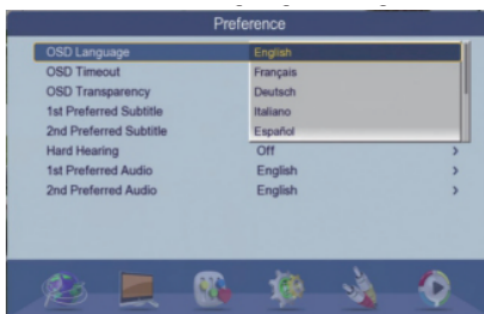 Preference
OSD Language English
OSD Timeout Français
OSD Transparency Deutsch
1st Preferred Subtitle Italiano
2nd Preferred Subtitle Español
Hard Hearing Off >
1st Preferred Audio English >
2nd Preferred Audio English >